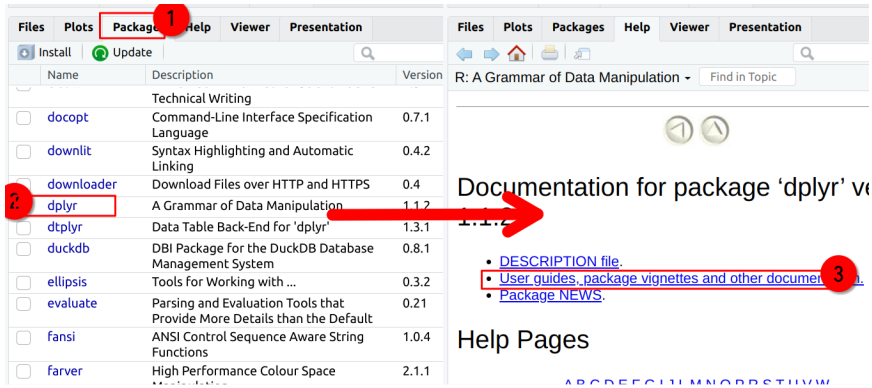 Files Plots Package Help Viewer Presentation
1
Install Update
Name Description Version
Technical Writing
docopt Command-Line Interface Specification 0.7.1
Language
downlit Syntax Highlighting and Automatic 0.4.2
Linking
downloader Download Files over HTTP and HTTPS 0.4
2
dplyr A Grammar of Data Manipulation 1.1.2
dtplyr Data Table Back-End for 'dplyr' 1.3.1
duckdb DBI Package for the DuckDB Database 0.8.1
Management System
ellipsis Tools for Working with ... 0.3.2
evaluate Parsing and Evaluation Tools that 0.21
Provide More Details than the Default
fansi ANSI Control Sequence Aware String 1.0.4
Functions
farver High Performance Colour Space 2.1.1
Files Plots Packages Help Viewer Presentation
R: A Grammar of Data Manipulation Find in Topic
Documentation for package ‘dplyr’ ve
1.1.2
DESCRIPTION file.
User guides, package vignettes and other documen
3
Package NEWS.
Help Pages